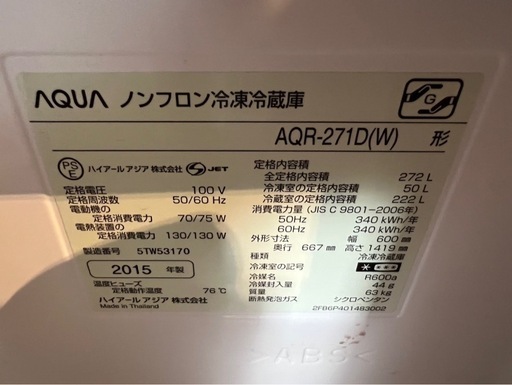 AQUA ノンフロン冷凍冷蔵庫
G
AQR-271D(W) 形
PS E ハイアールアジア株式会社 S JET
定格電圧 100 V
定格周波数 50/60 Hz
電動機の
定格消費電力 70/75 W
電熱装置の
定格消費電力 130/130 W
製造番号 5TW53170
2015 年製
温度ヒューズ
定格動作温度 76℃
ハイアール アジア 株式会社
Made in Thailand
定格内容積
全定格内容積 272 L
冷凍室の定格内容積 50 L
冷蔵室の定格内容積 222 L
消費電力量 (JIS C 9801-2006年)
50Hz 340 kWh/年
60Hz 340 kWh/年
外形寸法 幅 600 mm
奥行 667 mm 高さ 1419 mm
種類 冷凍冷蔵庫
冷凍室の記号
冷媒名 R600a
冷媒封入量 44 g
質量 63 kg
断熱発泡ガス シクロペンタン
2FB6P401483002
>ABS<